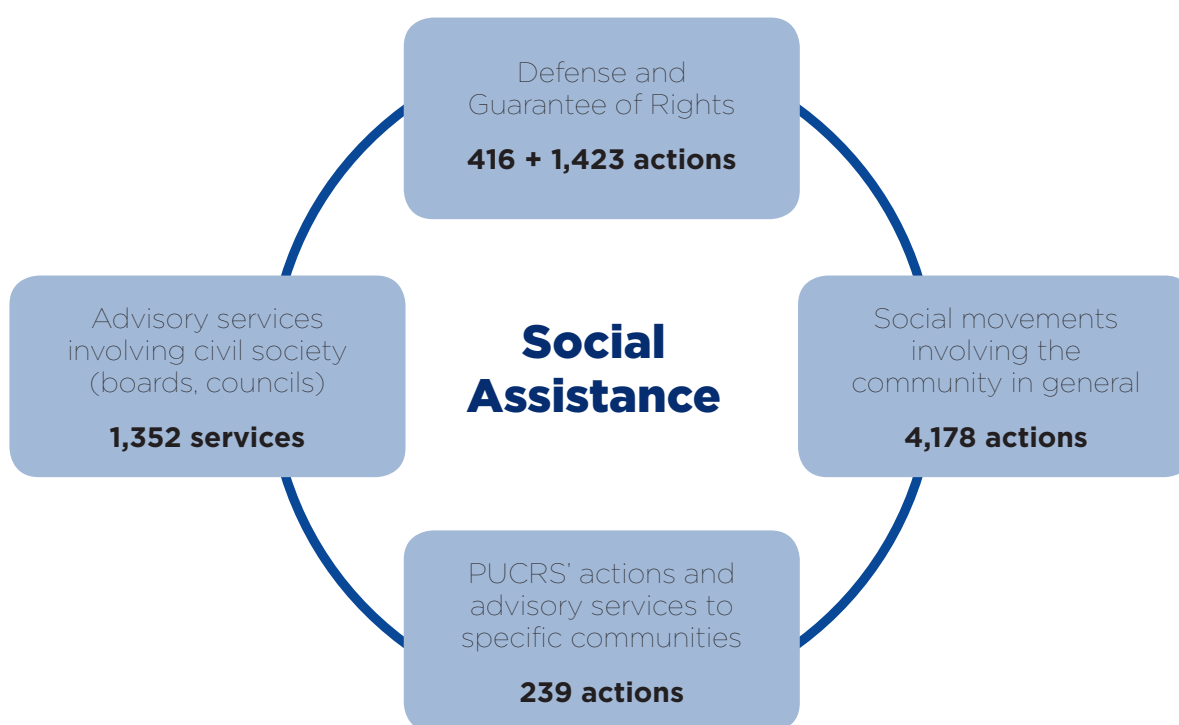 Defense and
Guarantee of Rights
416 + 1,423 actions
Advisory services
involving civil society
(boards, councils)
1,352 services
Social
Assistance
Social movements
involving the
community in general
4,178 actions
PUCRS’ actions and
advisory services to
specific communities
239 actions